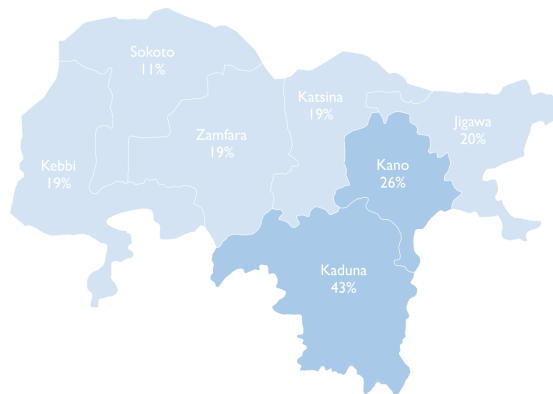 Sokoto
11%
Katsina
19%
Jigawa
20%
Zamfara
19%
Kebbi
19%
Kano
26%
Kaduna
43%